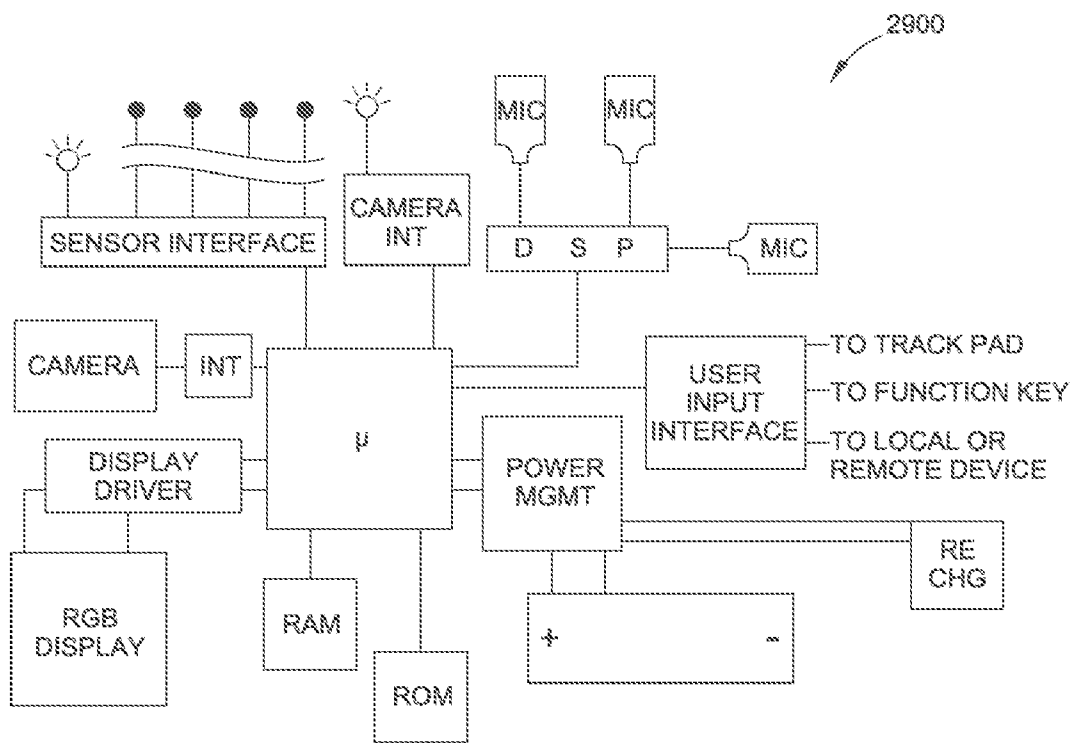 2900
MIC
MIC
CAMERA
INT
SENSOR INTERFACE
D S P
MIC
CAMERA
INT
µ
USER
INPUT
INTERFACE
TO TRACK PAD
TO FUNCTION KEY
TO LOCAL OR
REMOTE DEVICE
DISPLAY
DRIVER
POWER
MGMT
RE
CHG
RGB
DISPLAY
RAM
ROM
+ -